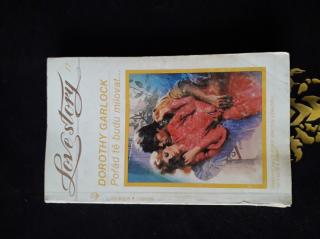 Love story
DOROTHY GARLOCK
Pořád tě budu milovat...